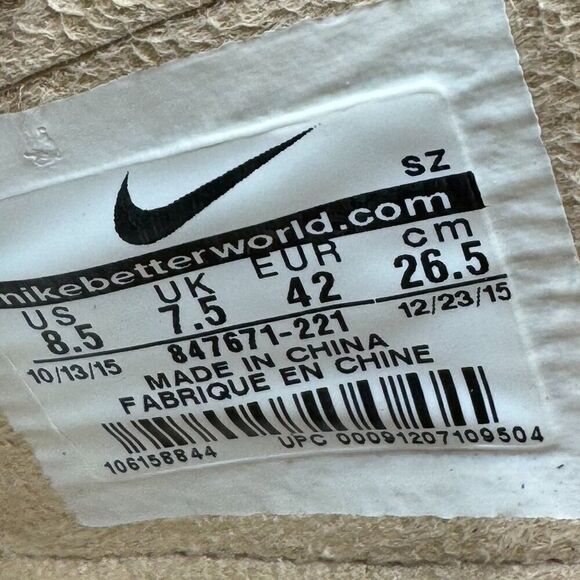 SZ
nikebetterworld.com
US UK EUR cm
8.5 7.5 42 26.5
10/13/15 847671-221 12/23/15
MADE IN CHINA
FABRIQUE EN CHINE
106158844 UPC 00091207109504